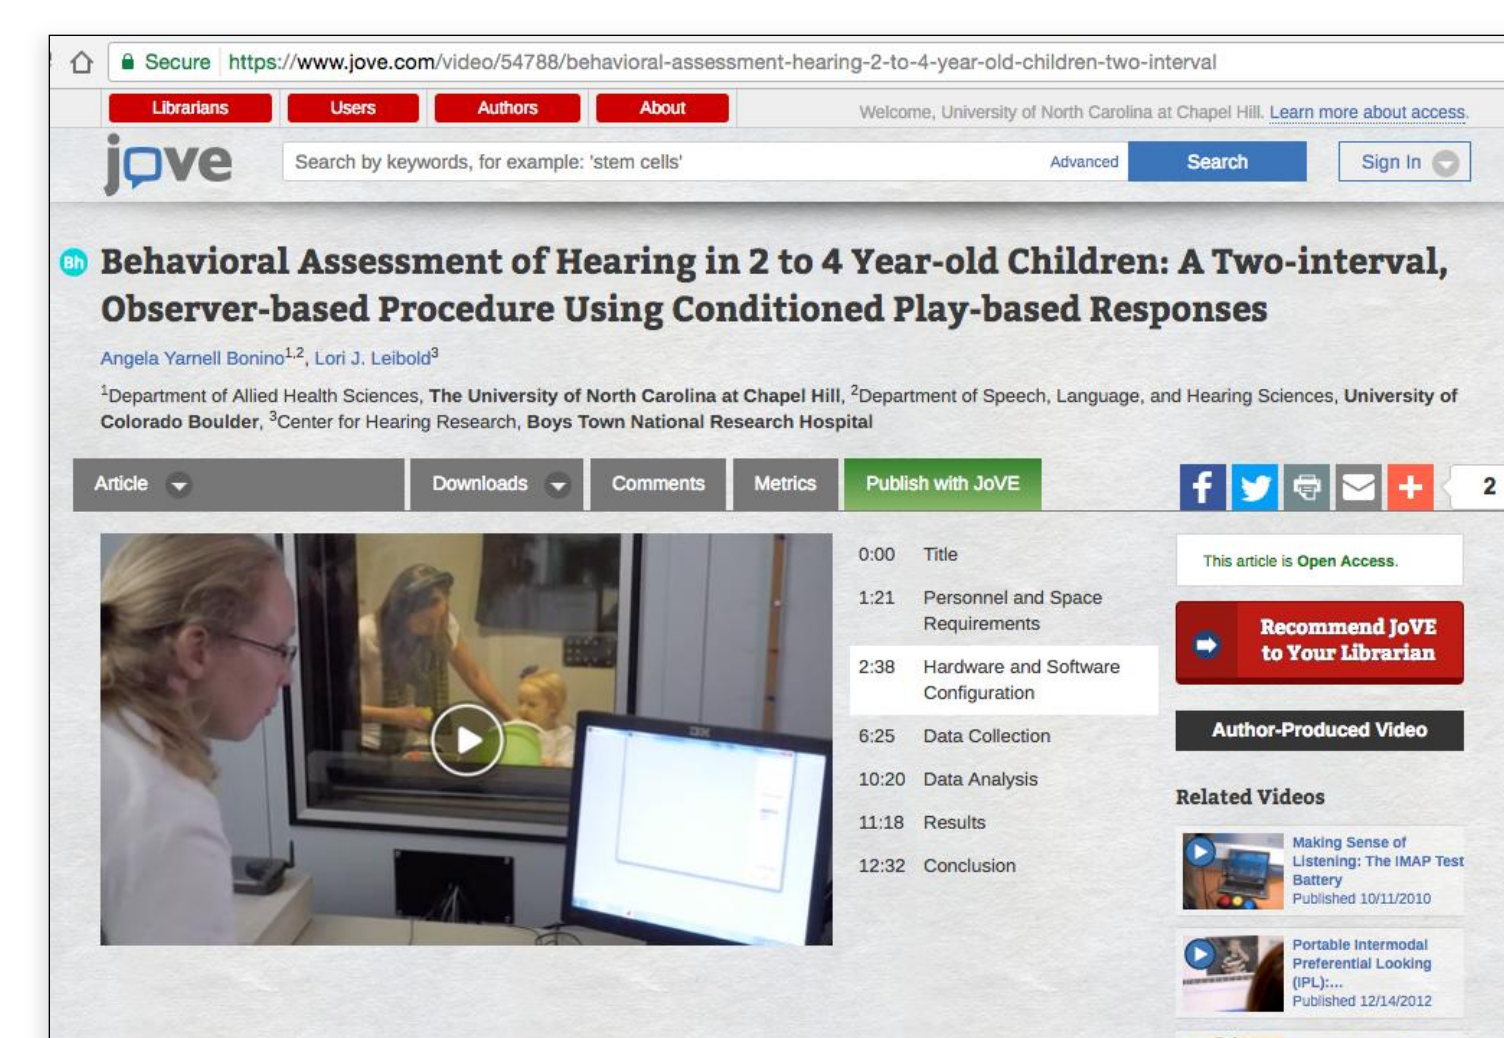 Secure https://www.jove.com/video/54788/behavioral-assessment-hearing-2-to-4-year-old-children-two-interval
Librarians Users Authors About Welcome, University of North Carolina at Chapel Hill. Learn more about access.
jove Search by keywords, for example: 'stem cells' Advanced Search Sign In
Bh Behavioral Assessment of Hearing in 2 to 4 Year-old Children: A Two-interval,
Observer-based Procedure Using Conditioned Play-based Responses
Angela Yarnell Bonino1,2, Lori J. Leibold3
1Department of Allied Health Sciences, The University of North Carolina at Chapel Hill, 2Department of Speech, Language, and Hearing Sciences, University of
Colorado Boulder, 3Center for Hearing Research, Boys Town National Research Hospital
Article Downloads Comments Metrics Publish with JoVE 2
IBM
0:00 Title
1:21 Personnel and Space
Requirements
2:38 Hardware and Software
Configuration
6:25 Data Collection
10:20 Data Analysis
11:18 Results
12:32 Conclusion
This article is Open Access.
Recommend JoVE
to Your Librarian
Author-Produced Video
Related Videos
Making Sense of
Listening: The IMAP Test
Battery
Published 10/11/2010
Portable Intermodal
Preferential Looking
(IPL):...
Published 12/14/2012